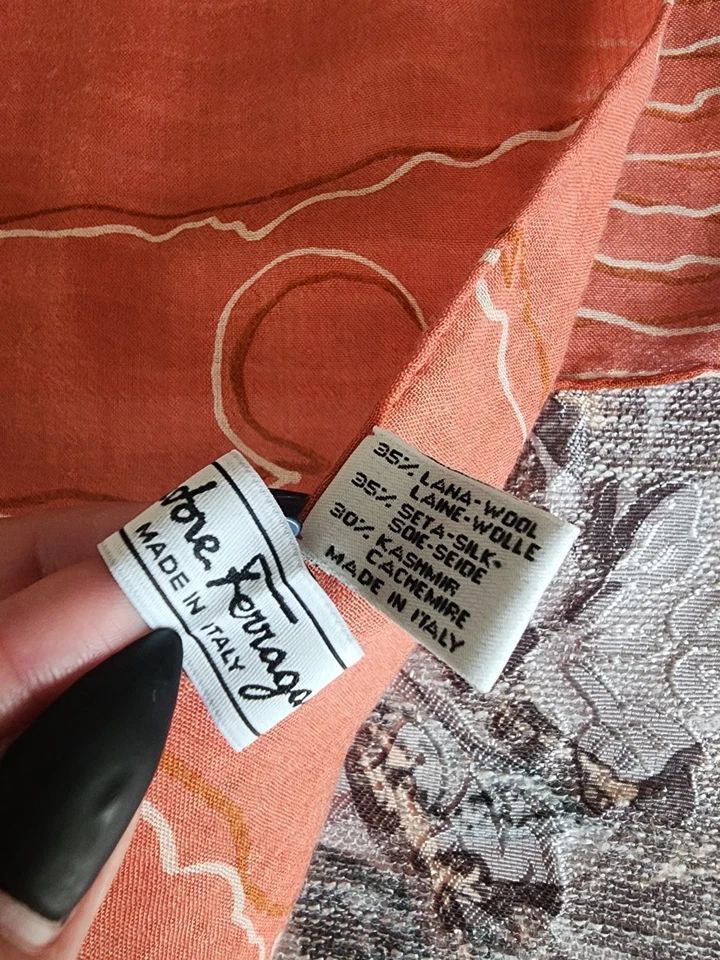 tore Ferraga
MADE IN ITALY
35% LANA-WOOL
LAINE-WOLLE
35% SETA-SILK-
SOIE-SEIDE
30% KASHMIR
CACHEMIRE
MADE IN ITALY